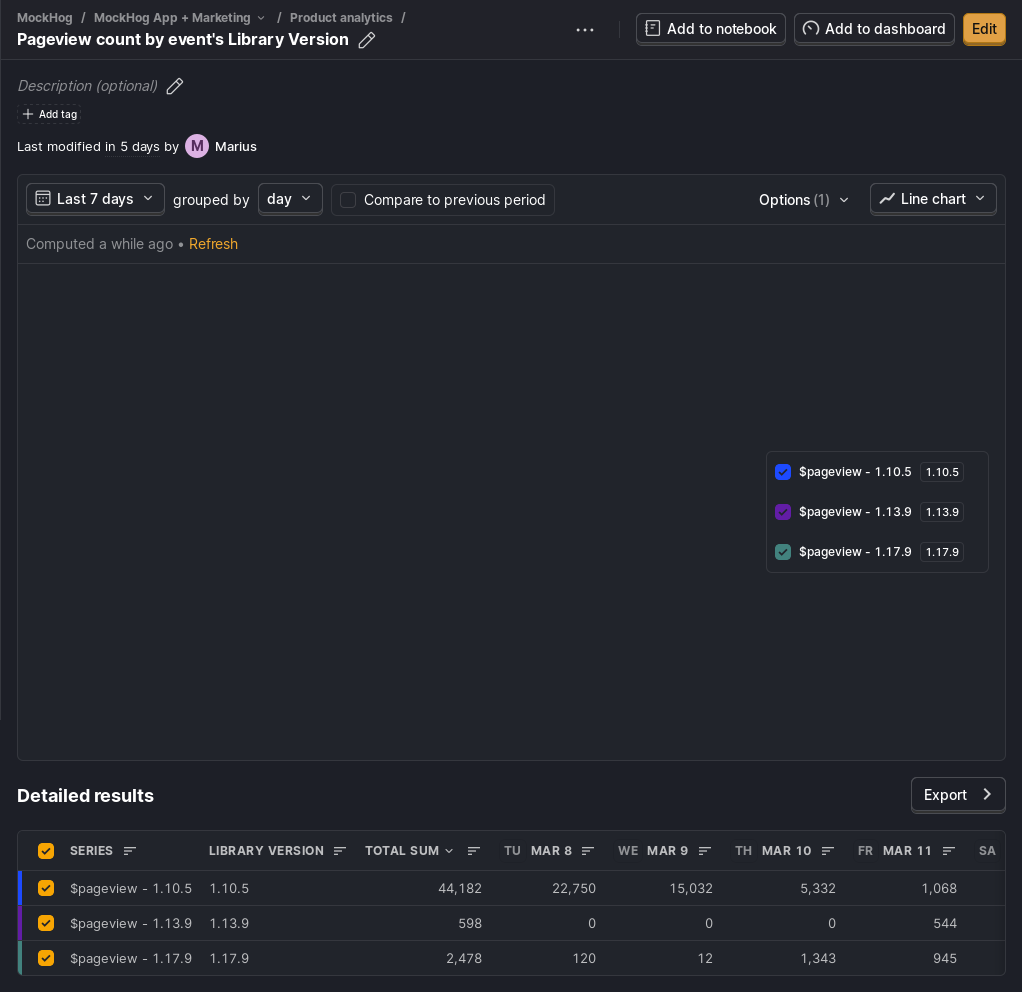 MockHog / MockHog App + Marketing / Product analytics /
Pageview count by event's Library Version
Add to notebook
Add to dashboard
Edit
Description (optional)
Add tag
Last modified in 5 days by M Marius
Last 7 days grouped by day Compare to previous period Options (1) Line chart
Computed a while ago • Refresh
$pageview - 1.10.5 1.10.5
$pageview - 1.13.9 1.13.9
$pageview - 1.17.9 1.17.9
Detailed results
Export
SERIES LIBRARY VERSION TOTAL SUM TU MAR 8 WE MAR 9 TH MAR 10 FR MAR 11 SA
$pageview - 1.10.5 1.10.5 44,182 22,750 15,032 5,332 1,068
$pageview - 1.13.9 1.13.9 598 0 0 0 544
$pageview - 1.17.9 1.17.9 2,478 120 12 1,343 945